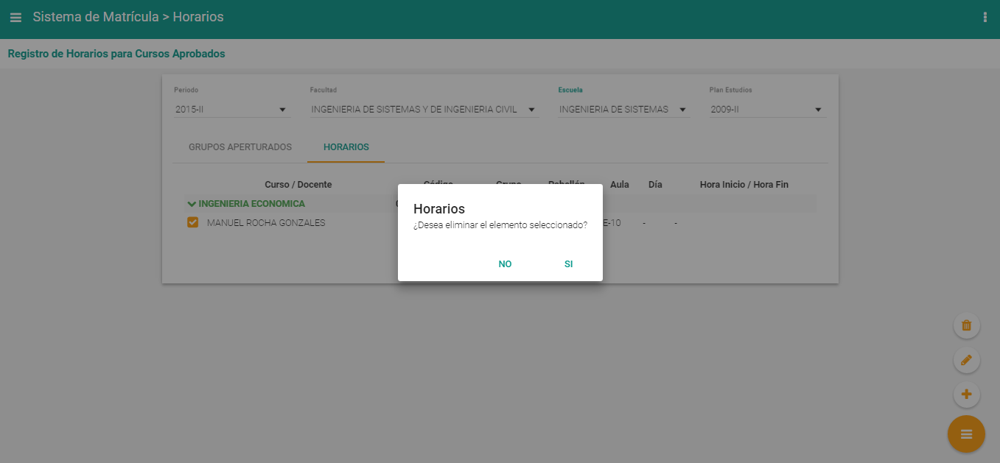 Sistema de Matrícula > Horarios
Registro de Horarios para Cursos Aprobados
Periodo Facultad Escuela Plan Estudios
2015-II INGENIERIA DE SISTEMAS Y DE INGENIERIA CIVIL INGENIERIA DE SISTEMAS 2009-II
GRUPOS APERTURADOS HORARIOS
Curso / Docente Código Grupo Pabellón Aula Día Hora Inicio / Hora Fin
INGENIERIA ECONOMICA
MANUEL ROCHA GONZALES E-10 - -
Horarios
¿Desea eliminar el elemento seleccionado?
NO SI